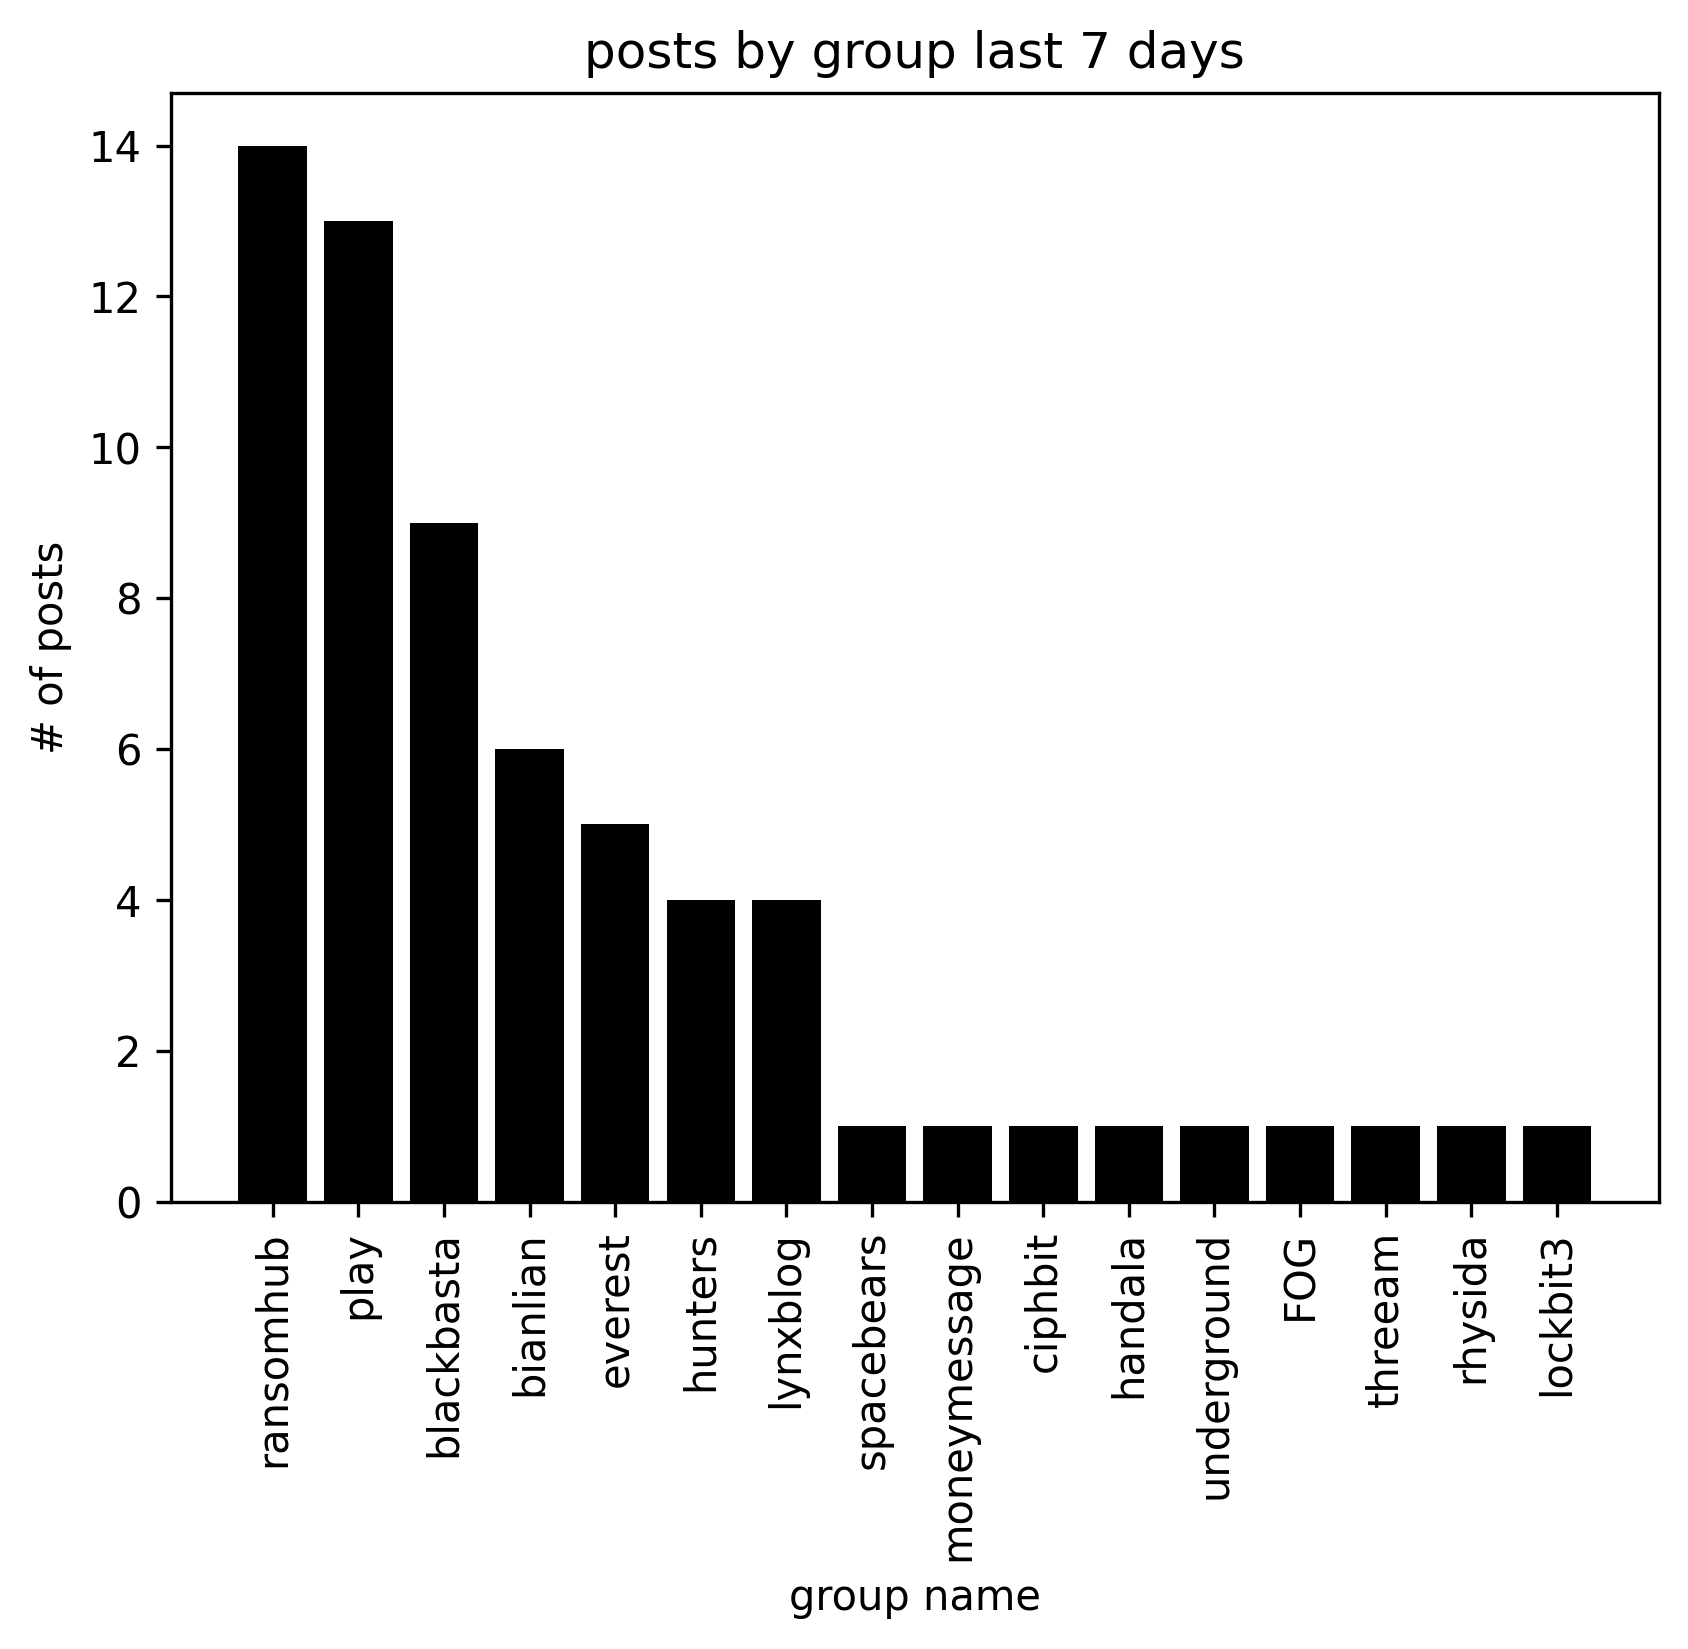 posts by group last 7 days
# of posts
14
12
10
8
6
4
2
0
ransomhub
play
blackbasta
bianlian
everest
hunters
lynxblog
spacebears
moneymessage
ciphbit
handala
underground
FOG
threeam
rhysida
lockbit3
group name